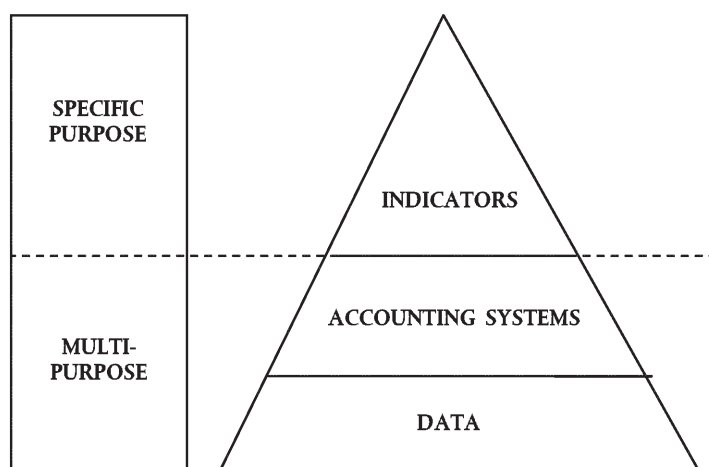 SPECIFIC
PURPOSE
INDICATORS
ACCOUNTING SYSTEMS
MULTI-
PURPOSE
DATA